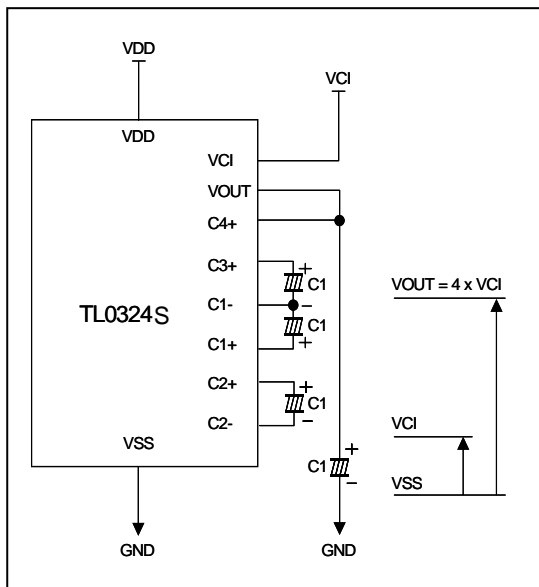 VDD
VCI
VDD
VCI
VOUT
C4+
C3+
+
C1
C1-
-
TL0324S
C1
C1+
+
C2+
+
C1
C2-
-
VOUT = 4 x VCI
VCI
VSS
+
C1
-
VSS
GND
GND